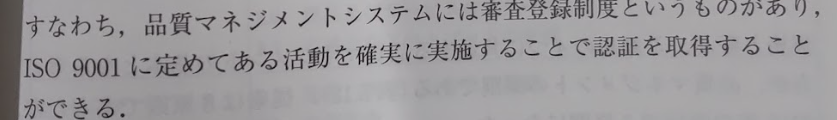 すなわち，品質マネジメントシステムには審査登録制度というものがあり，
ISO 9001 に定めてある活動を確実に実施することで認証を取得すること
ができる．